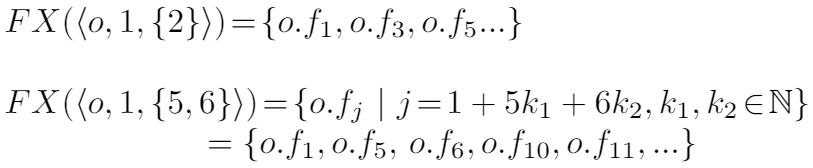 FX(⟨o, 1, {2}⟩)={o.f₁, o.f₃, o.f₅...}
FX(⟨o, 1, {5, 6}⟩)={o.fⱼ | j=1 + 5k₁ + 6k₂, k₁, k₂∈ℕ}
= {o.f₁, o.f₅, o.f₆, o.f₁₀, o.f₁₁, ...}